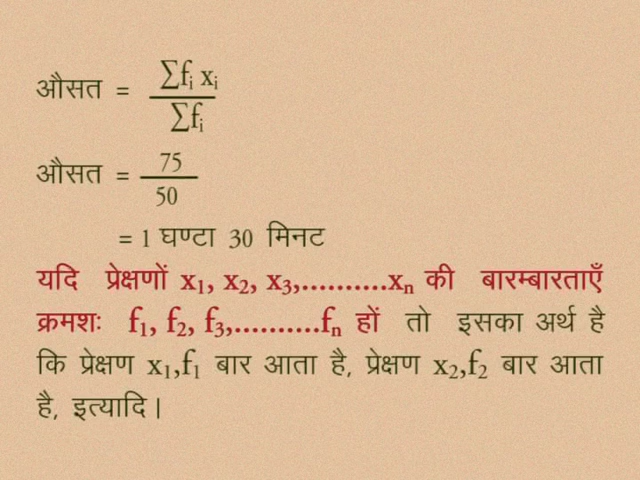 औसत = ∑fᵢ xᵢ / ∑fᵢ
औसत = 75 / 50
= 1 घण्टा 30 मिनट
यदि प्रेक्षणों x₁, x₂, x₃,..........xₙ की बारम्बारताएँ
क्रमशः f₁, f₂, f₃,..........fₙ हों तो इसका अर्थ है
कि प्रेक्षण x₁,f₁ बार आता है, प्रेक्षण x₂,f₂ बार आता
है, इत्यादि।